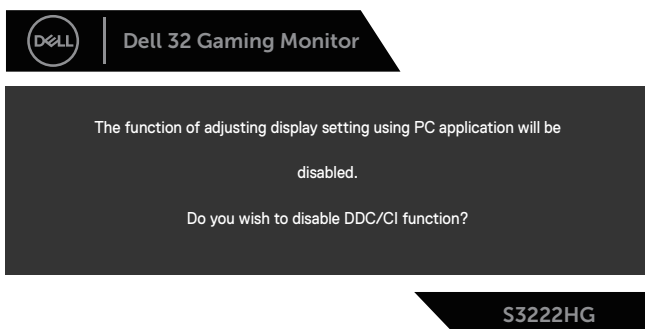 DELL
Dell 32 Gaming Monitor
The function of adjusting display setting using PC application will be
disabled.
Do you wish to disable DDC/CI function?
S3222HG